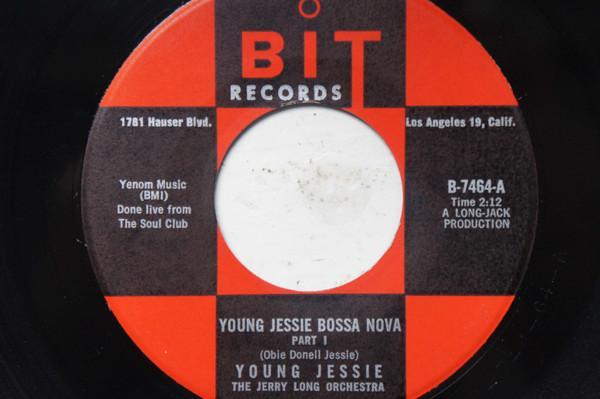 BIT
RECORDS
1781 Hauser Blvd.
Los Angeles 19, Calif.
Yenom Music
(BMI)
Done live from
The Soul Club
B-7464-A
Time 2:12
A LONG-JACK
PRODUCTION
YOUNG JESSIE BOSSA NOVA
PART I
(Obie Donell Jessie)
YOUNG JESSIE
THE JERRY LONG ORCHESTRA